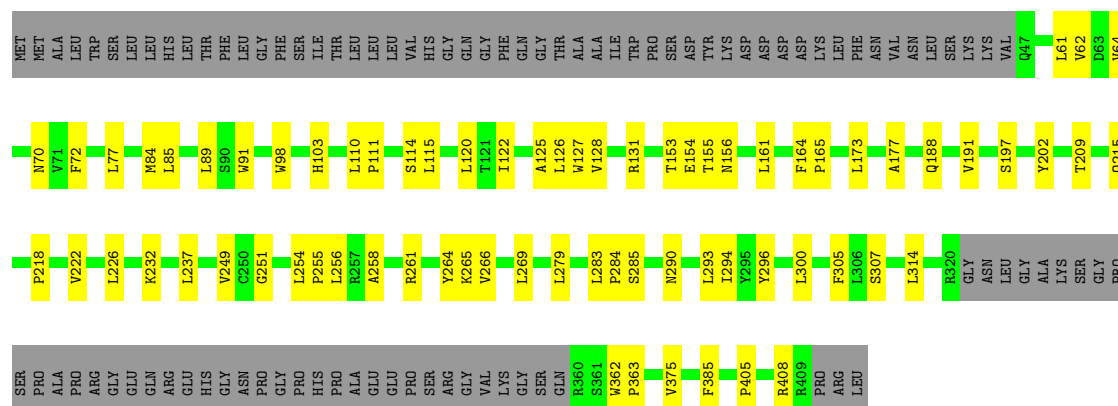 MET MET ALA LEU TRP SER LEU LEU HIS LEU THR PHE LEU GLY PHE SER ILE THR LEU LEU LEU VAL HIS GLY GLN GLY PHE GLN GLY THR ALA ALA ILE TRP PRO SER ASP TYR LYS ASP ASP ASP ASP LYS LEU PHE ASN VAL ASN LEU SER LYS LYS VAL Q47 L61 V62 D63
N70 V71 F72 L77 M84 L85 L89 S90 W91 W98 H103 L110 P111 S114 L115 L120 T121 I122 A125 L126 W127 V128 R131 T153 E154 T155 N156 L161 F164 P165 L173 A177 Q188 V191 S197 Y202 T209
P218 V222 L226 K232 L237 V249 C250 G251 L254 P255 L256 R257 A258 R261 Y264 K265 V266 L269 L279 L283 P284 S285 N290 L293 I294 Y295 Y296 L300 F305 L306 S307 L314 R320 GLY ASN LEU GLY ALA LYS SER GLY PRO
SER PRO ALA PRO ARG GLY GLU GLN ARG GLU HIS GLY ASN PRO GLY PRO HIS PRO ALA GLU GLU PRO SER ARG GLY VAL LYS GLY SER GLN R360 S361 W362 P363 V375 F385 P405 R408 R409 PRO ARG LEU